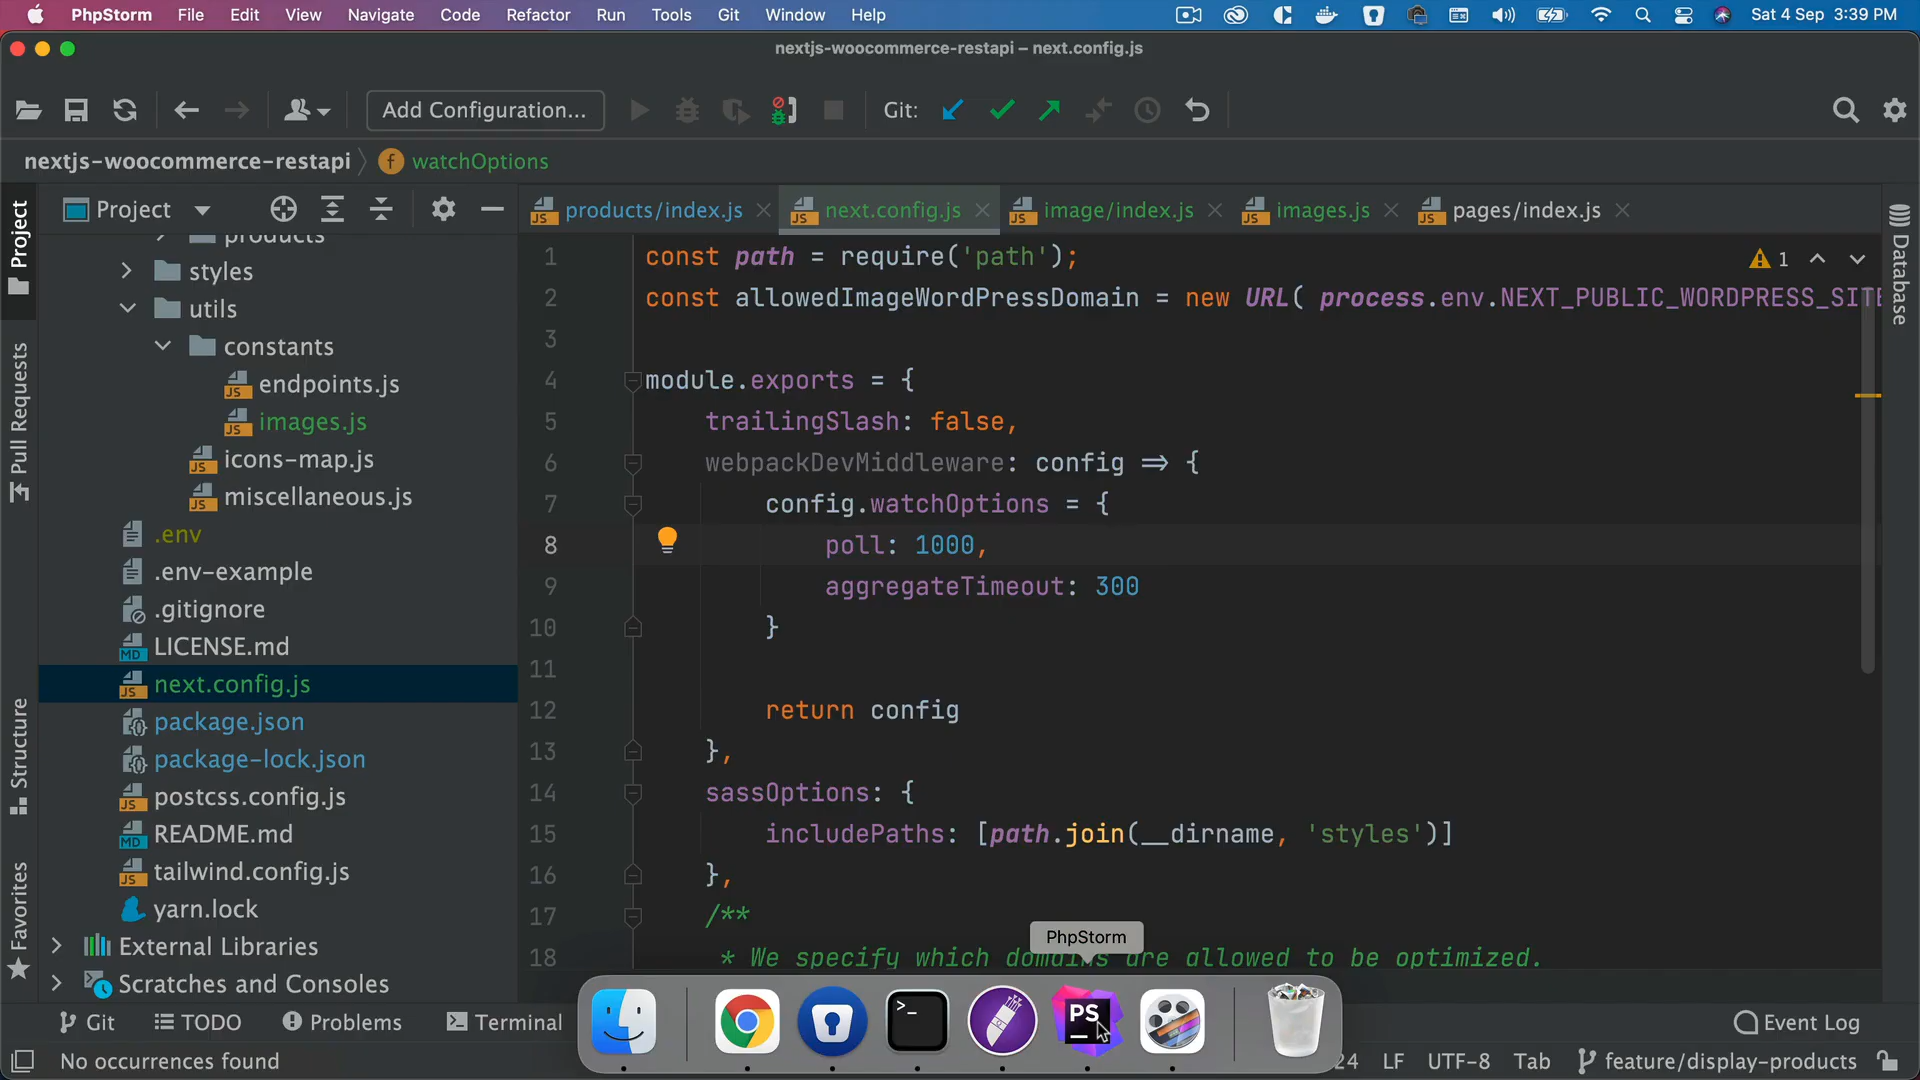 PhpStorm File Edit View Navigate Code Refactor Run Tools Git Window Help Sat 4 Sep 3:39 PM
nextjs-woocommerce-restapi – next.config.js
Add Configuration... Git:
nextjs-woocommerce-restapi f watchOptions
Project
products/index.js next.config.js image/index.js images.js pages/index.js
Project
Pull Requests
Structure
Favorites
products
styles
utils
constants
endpoints.js
images.js
icons-map.js
miscellaneous.js
.env
.env-example
.gitignore
LICENSE.md
next.config.js
package.json
package-lock.json
postcss.config.js
README.md
tailwind.config.js
yarn.lock
External Libraries
Scratches and Consoles
1 const path = require('path');
2 const allowedImageWordPressDomain = new URL( process.env.NEXT_PUBLIC_WORDPRESS_SITE
3
4 module.exports = {
5 trailingSlash: false,
6 webpackDevMiddleware: config => {
7 config.watchOptions = {
8 poll: 1000,
9 aggregateTimeout: 300
10 }
11
12 return config
13 },
14 sassOptions: {
15 includePaths: [path.join(__dirname, 'styles')]
16 },
17 /**
18 * We specify which domains are allowed to be optimized.
1
Database
PhpStorm
PS
Git TODO Problems Terminal Event Log
No occurrences found 24 LF UTF-8 Tab feature/display-products